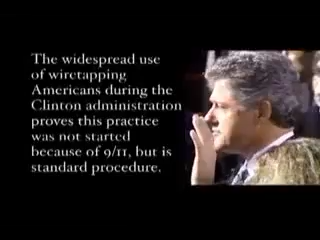 The widespread use
of wiretapping
Americans during the
Clinton administration
proves this practice
was not started
because of 9/11, but is
standard procedure.